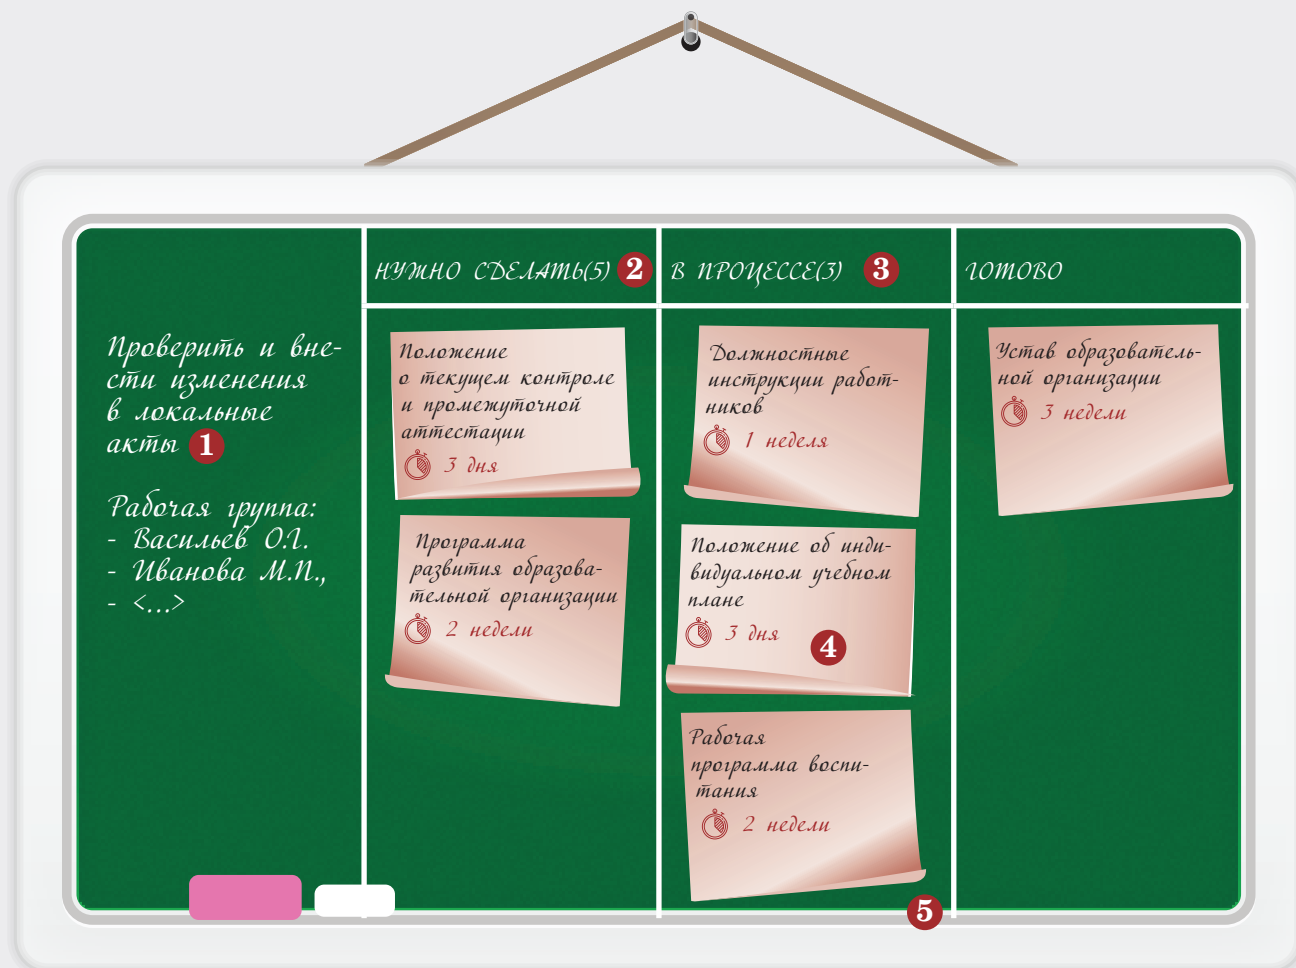 НУЖНО СДЕЛАТЬ(5) 2
В ПРОЦЕССЕ(3) 3
ГОТОВО
Проверить и вне-
сти изменения
в локальные
акты 1
Рабочая группа:
- Васильев О.Г.
- Иванова М.П.,
- <...>
Положение
о текущем контроле
и промежуточной
аттестации
3 дня
Программа
развития образова-
тельной организации
2 недели
Должностные
инструкции работ-
ников
1 неделя
Положение об инди-
видуальном учебном
плане
3 дня
4
Рабочая
программа воспи-
тания
2 недели
5
Устав образователь-
ной организации
3 недели